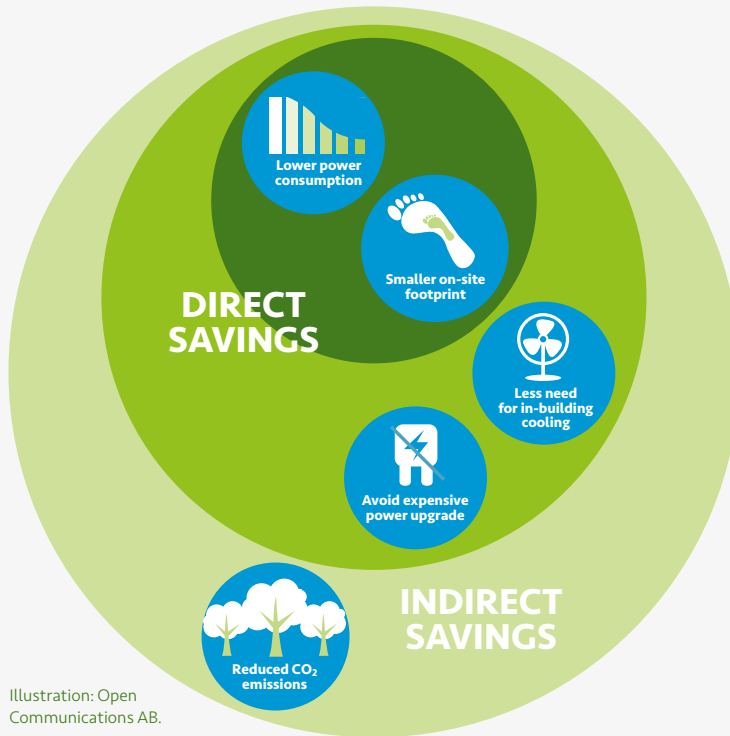 Lower power
consumption
Smaller on-site
footprint
DIRECT
SAVINGS
Less need
for in-building
cooling
Avoid expensive
power upgrade
INDIRECT
SAVINGS
Reduced CO₂
emissions
Illustration: Open
Communications AB.